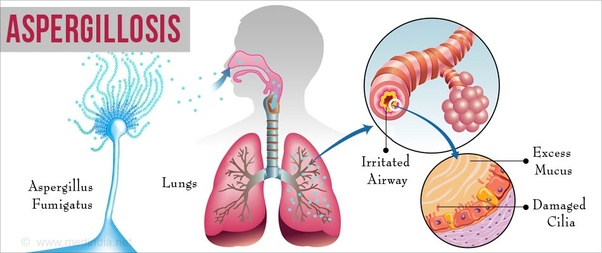 ASPERGILLOSIS
Aspergillus
Fumigatus
Lungs
Irritated
Airway
Excess
Mucus
Damaged
Cilia
www.medindia.net